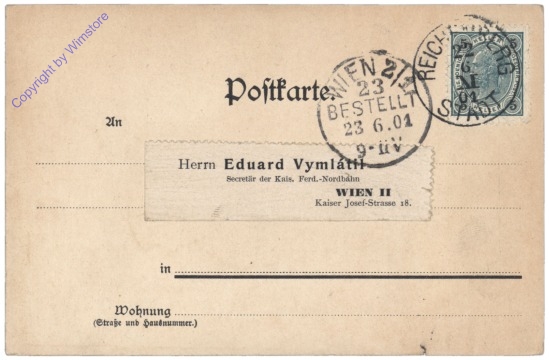 Copyright by Wimstore
Postkarte.
WIEN 2/4
23
BESTELLT
23 6.01
9-11V
REICHENBERG
STADT
An
Herrn Eduard Vymlátil
Secretär der Kais. Ferd.-Nordbahn
WIEN II
Kaiser Josef-Strasse 18.
in
Wohnung
(Straße und Hausnummer.)